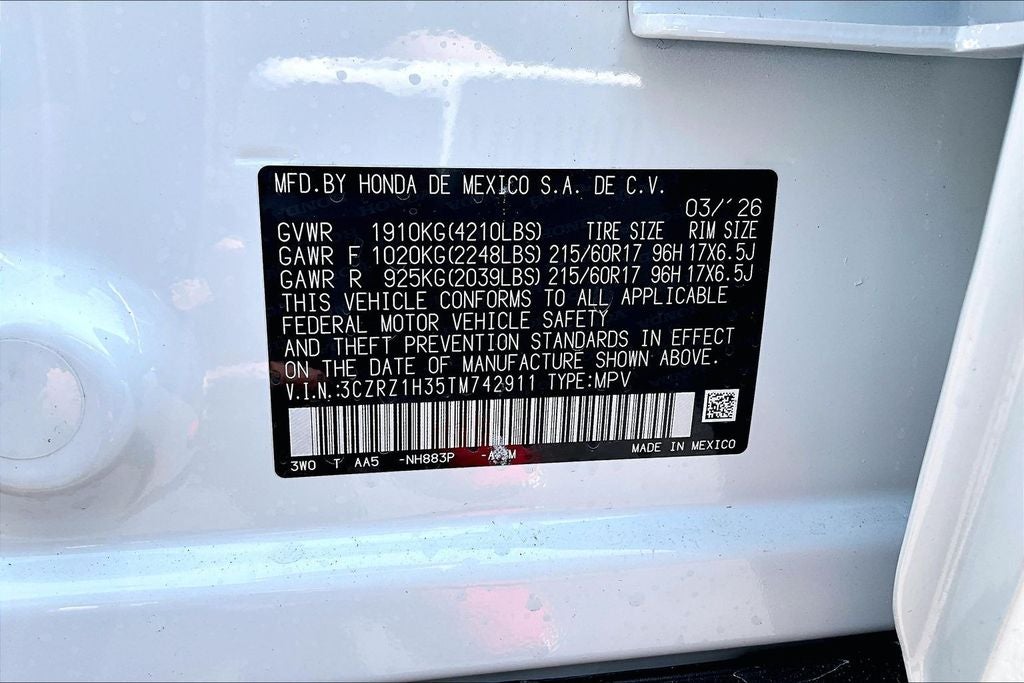 MFD.BY HONDA DE MEXICO S.A. DE C.V.
03/'26
GVWR 1910KG(4210LBS) TIRE SIZE RIM SIZE
GAWR F 1020KG(2248LBS) 215/60R17 96H 17X6.5J
GAWR R 925KG(2039LBS) 215/60R17 96H 17X6.5J
THIS VEHICLE CONFORMS TO ALL APPLICABLE
FEDERAL MOTOR VEHICLE SAFETY
AND THEFT PREVENTION STANDARDS IN EFFECT
ON THE DATE OF MANUFACTURE SHOWN ABOVE.
V.I.N.:3CZRZ1H35TM742911 TYPE:MPV
3W0 T AA5 -NH883P MADE IN MEXICO